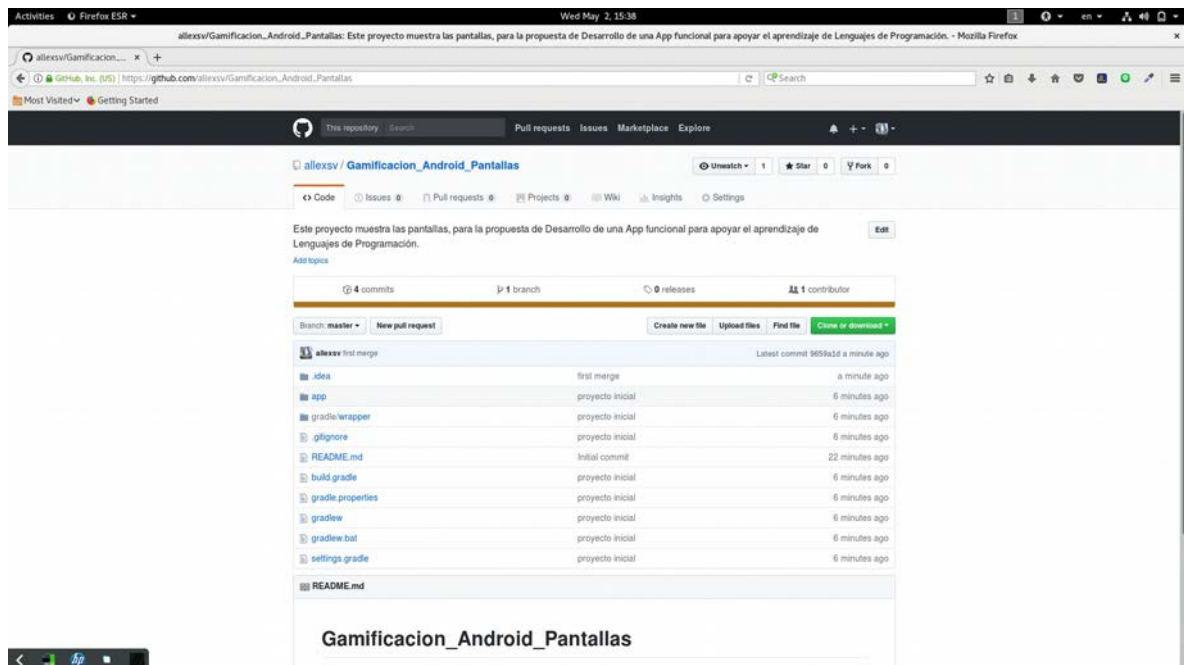 Activities Firefox ESR Wed May 2, 15:38 1 en
allexsv/Gamificacion_Android_Pantallas: Este proyecto muestra las pantallas, para la propuesta de Desarrollo de una App funcional para apoyar el aprendizaje de Lenguajes de Programación. - Mozilla Firefox
allexsv/Gamificacion_...
GitHub, Inc. (US) https://github.com/allexsv/Gamificacion_Android_Pantallas Search
Most Visited Getting Started
This repository Search Pull requests Issues Marketplace Explore
allexsv / Gamificacion_Android_Pantallas Unwatch 1 Star 0 Fork 0
Code Issues 0 Pull requests 0 Projects 0 Wiki Insights Settings
Este proyecto muestra las pantallas, para la propuesta de Desarrollo de una App funcional para apoyar el aprendizaje de Edit
Lenguajes de Programación.
Add topics
4 commits 1 branch 0 releases 1 contributor
Branch: master New pull request Create new file Upload files Find file Clone or download
allexsv first merge Latest commit 9659a1d a minute ago
.idea first merge a minute ago
app proyecto inicial 6 minutes ago
gradle/wrapper proyecto inicial 6 minutes ago
.gitignore proyecto inicial 6 minutes ago
README.md Initial commit 22 minutes ago
build.gradle proyecto inicial 6 minutes ago
gradle.properties proyecto inicial 6 minutes ago
gradlew proyecto inicial 6 minutes ago
gradlew.bat proyecto inicial 6 minutes ago
settings.gradle proyecto inicial 6 minutes ago
README.md
Gamificacion_Android_Pantallas
hp